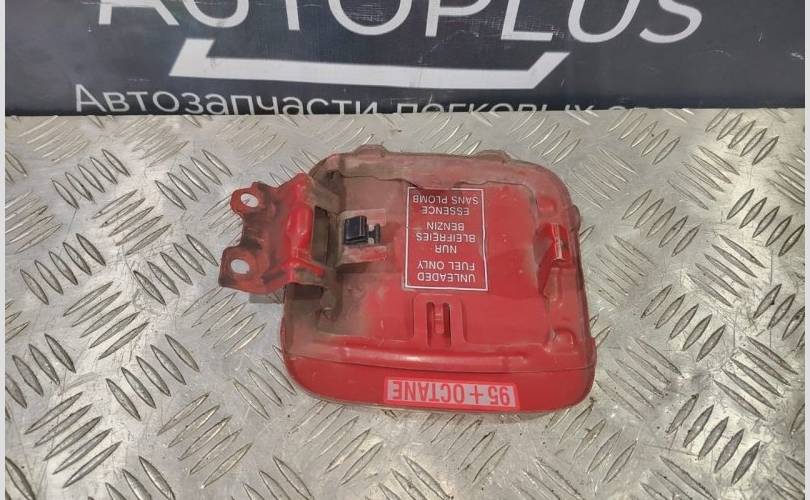 AUTOPLUS
Автозапчасти легковых
UNLEADED
FUEL ONLY
NUR
BLEIFREIES
BENZIN
ESSENCE
SANS PLOMB
95+OCTANE